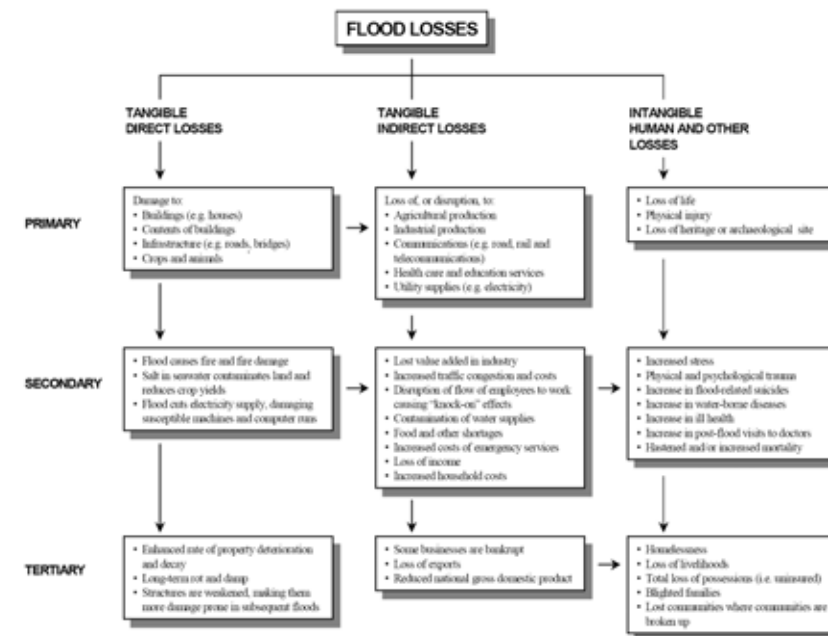 FLOOD LOSSES
TANGIBLE
DIRECT LOSSES
TANGIBLE
INDIRECT LOSSES
INTANGIBLE
HUMAN AND OTHER
LOSSES
PRIMARY
Damage to:
• Buildings (e.g. houses)
• Contents of buildings
• Infrastructure (e.g. roads, bridges)
• Crops and animals
Loss of, or disruption, to:
• Agricultural production
• Industrial production
• Communications (e.g. road, rail and
telecommunications)
• Health care and education services
• Utility supplies (e.g. electricity)
• Loss of life
• Physical injury
• Loss of heritage or archaeological site
SECONDARY
• Flood causes fire and fire damage
• Salt in seawater contaminates land and
reduces crop yields
• Flood cuts electricity supply, damaging
susceptible machines and computer runs
• Lost value added in industry
• Increased traffic congestion and costs
• Disruption of flow of employees to work
causing "knock-on" effects
• Contamination of water supplies
• Food and other shortages
• Increased costs of emergency services
• Loss of income
• Increased household costs
• Increased stress
• Physical and psychological trauma
• Increase in flood-related suicides
• Increase in water-borne diseases
• Increase in ill health
• Increase in post-flood visits to doctors
• Hastened and/or increased mortality
TERTIARY
• Enhanced rate of property deterioration
and decay
• Long-term rot and damp
• Structures are weakened, making them
more damage prone in subsequent floods
• Some businesses are bankrupt
• Loss of exports
• Reduced national gross domestic product
• Homelessness
• Loss of livelihoods
• Total loss of possessions (i.e. uninsured)
• Blighted families
• Lost communities where communities are
broken up